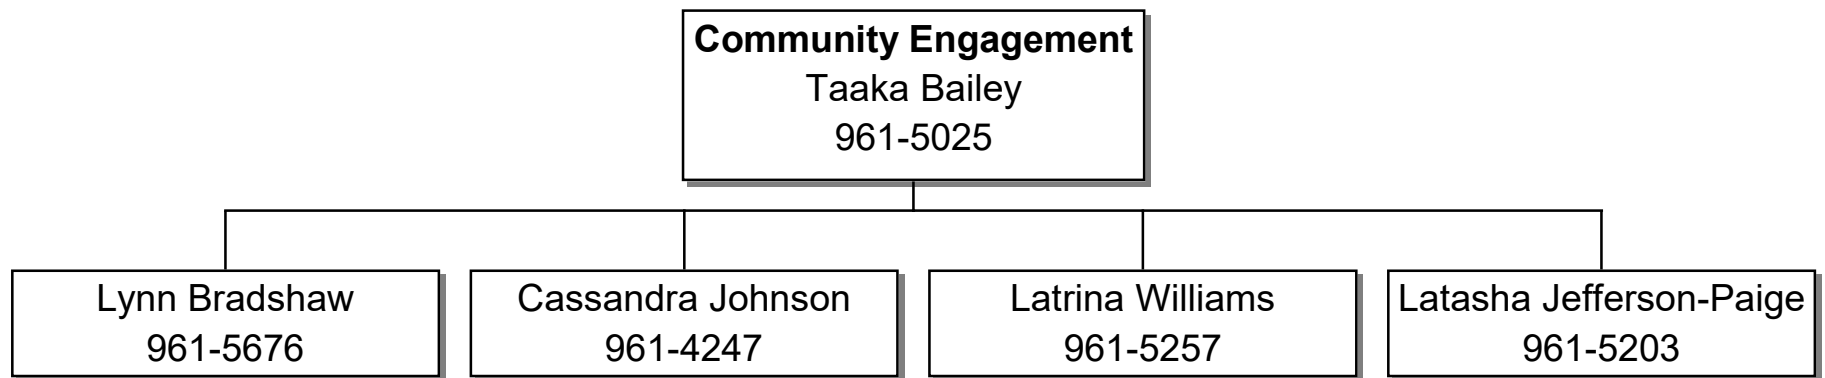 Community Engagement
Taaka Bailey
961-5025
Lynn Bradshaw
961-5676
Cassandra Johnson
961-4247
Latrina Williams
961-5257
Latasha Jefferson-Paige
961-5203